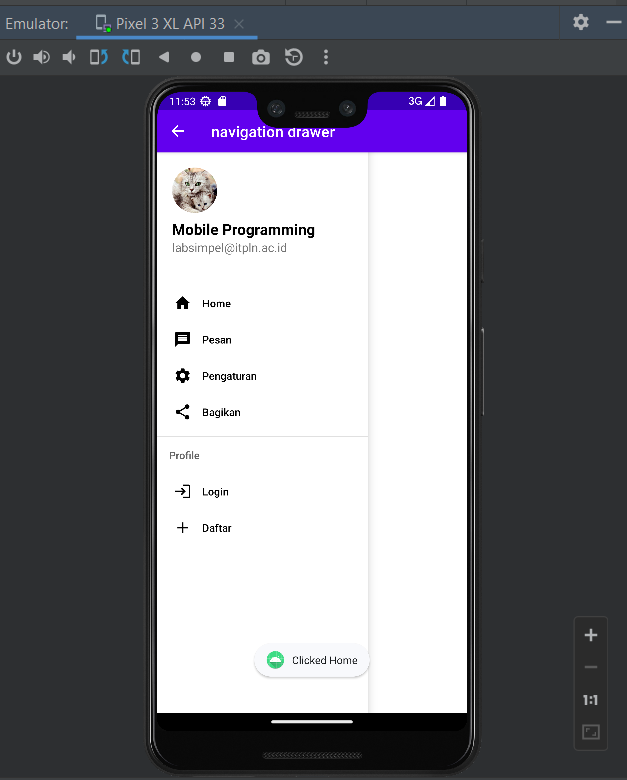 Emulator: Pixel 3 XL API 33
11:53 3G
navigation drawer
Mobile Programming
labsimpel@itpln.ac.id
Home
Pesan
Pengaturan
Bagikan
Profile
Login
Daftar
Clicked Home
1:1